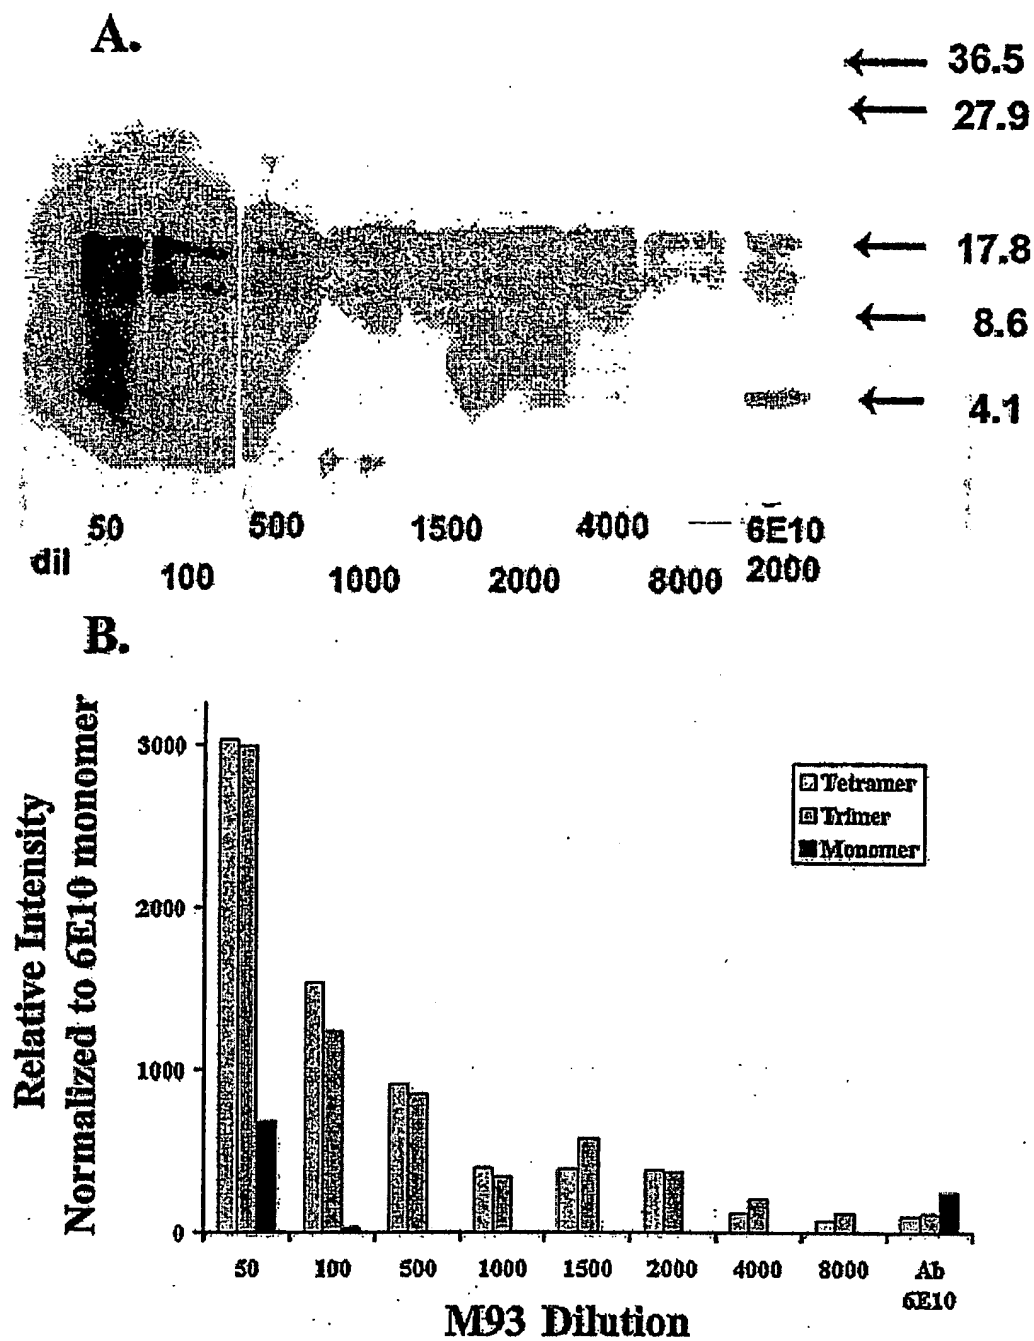 A.
36.5
27.9
17.8
8.6
4.1
50 500 1500 4000 6E10
dil 100 1000 2000 8000 2000
B.
Relative Intensity
Normalized to 6E10 monomer
3000
2000
1000
0
Tetramer
Trimer
Monomer
50 100 500 1000 1500 2000 4000 8000 Ab
6E10
M93 Dilution